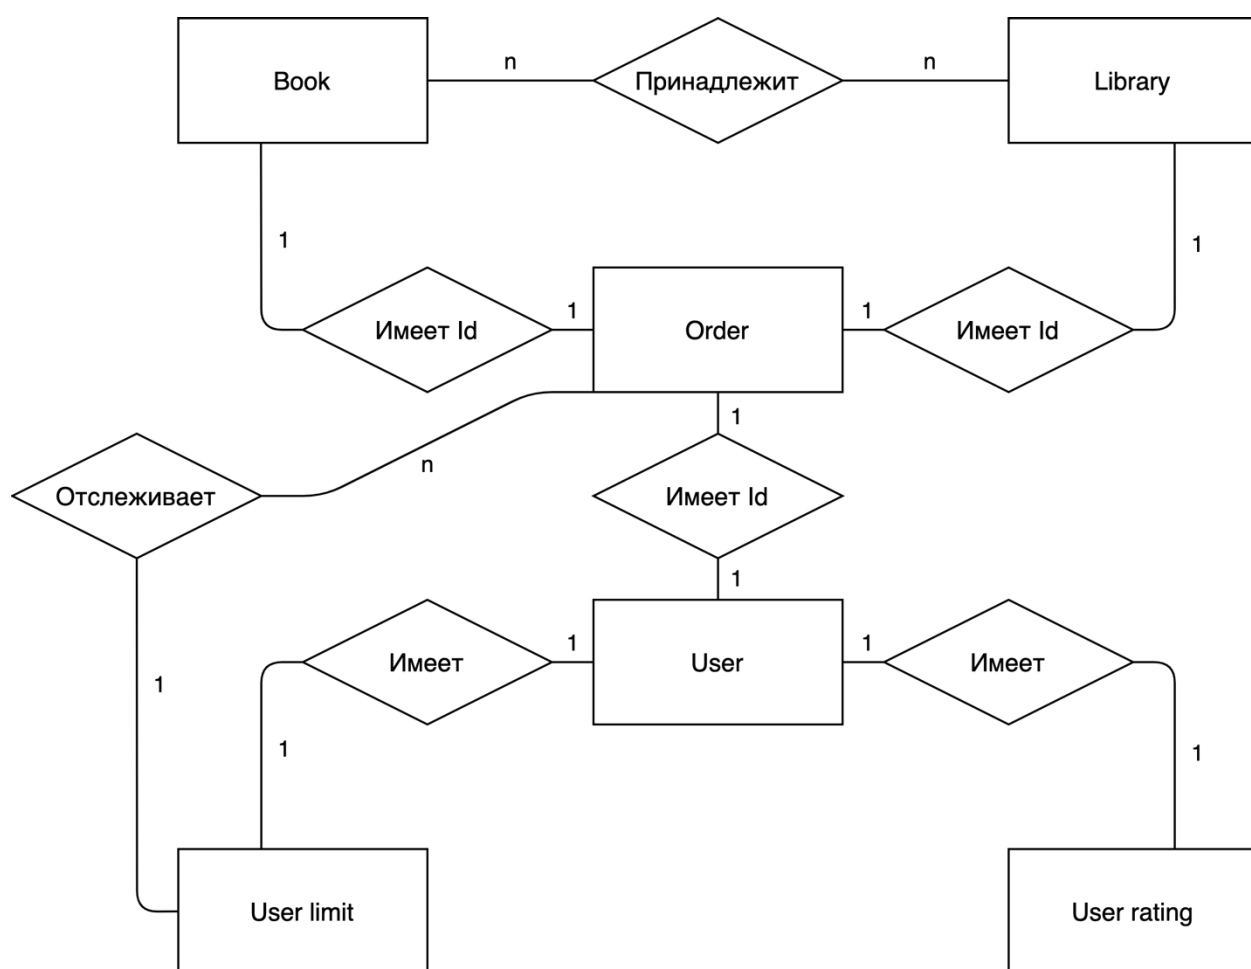 Book
n
Принадлежит
n
Library
1
1
Имеет Id
1
Order
1
Имеет Id
1
n
Отслеживает
Имеет Id
1
1
Имеет
1
User
1
Имеет
1
1
User limit
User rating